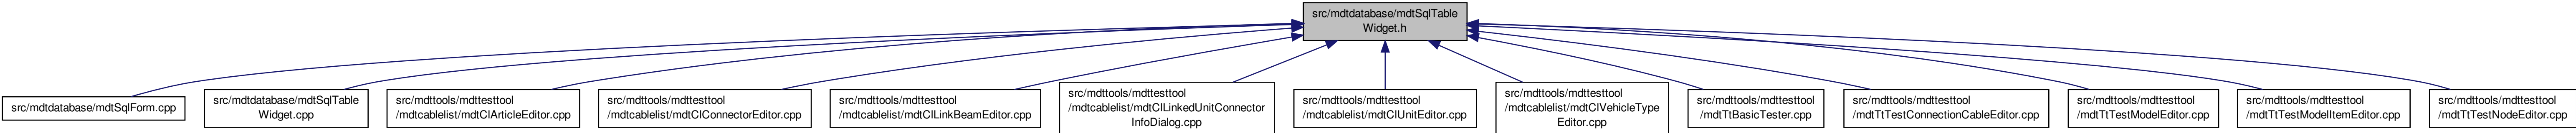 src/mdtdatabase/mdtSqlTable
Widget.h
src/mdtdatabase/mdtSqlForm.cpp
src/mdtdatabase/mdtSqlTable
Widget.cpp
src/mdttools/mdttesttool
/mdtcablelist/mdtClArticleEditor.cpp
src/mdttools/mdttesttool
/mdtcablelist/mdtClConnectorEditor.cpp
src/mdttools/mdttesttool
/mdtcablelist/mdtClLinkBeamEditor.cpp
src/mdttools/mdttesttool
/mdtcablelist/mdtClLinkedUnitConnector
InfoDialog.cpp
src/mdttools/mdttesttool
/mdtcablelist/mdtClUnitEditor.cpp
src/mdttools/mdttesttool
/mdtcablelist/mdtClVehicleType
Editor.cpp
src/mdttools/mdttesttool
/mdtTtBasicTester.cpp
src/mdttools/mdttesttool
/mdtTtTestConnectionCableEditor.cpp
src/mdttools/mdttesttool
/mdtTtTestModelEditor.cpp
src/mdttools/mdttesttool
/mdtTtTestModelItemEditor.cpp
src/mdttools/mdttesttool
/mdtTtTestNodeEditor.cpp